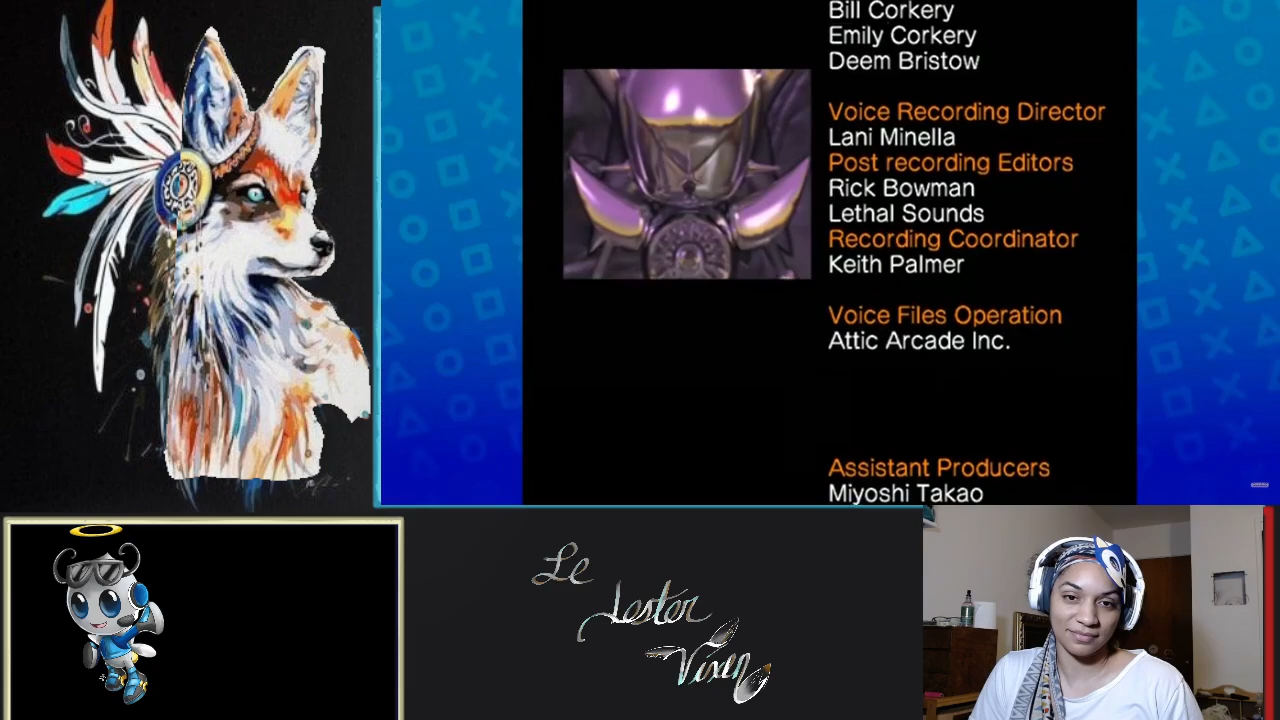 Bill Corkery
Emily Corkery
Deem Bristow
Voice Recording Director
Lani Minella
Post recording Editors
Rick Bowman
Lethal Sounds
Recording Coordinator
Keith Palmer
Voice Files Operation
Attic Arcade Inc.
Assistant Producers
Miyoshi Takao
Le
Lester
Vixen